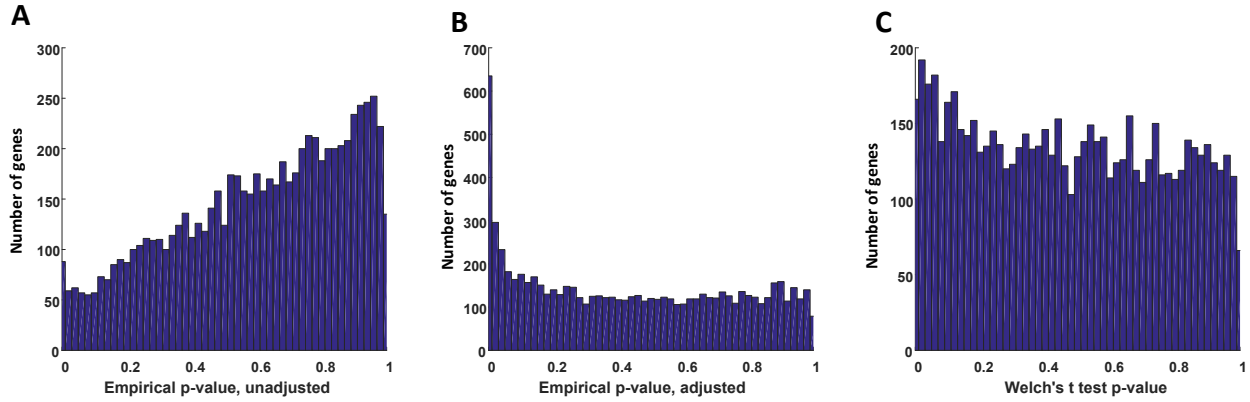 A
B
C
300
250
200
150
100
50
0
Number of genes
0 0.2 0.4 0.6 0.8 1
Empirical p-value, unadjusted
700
600
500
400
300
200
100
0
Number of genes
0 0.2 0.4 0.6 0.8 1
Empirical p-value, adjusted
200
150
100
50
0
Number of genes
0.2 0.4 0.6 0.8 1
Welch's t test p-value